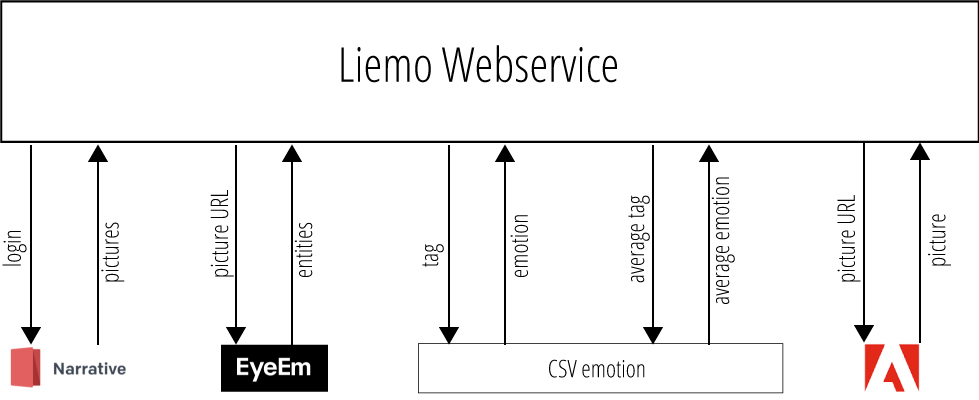 Liemo Webservice
login
pictures
picture URL
entities
tag
emotion
average tag
average emotion
picture URL
picture
Narrative
EyeEm
CSV emotion